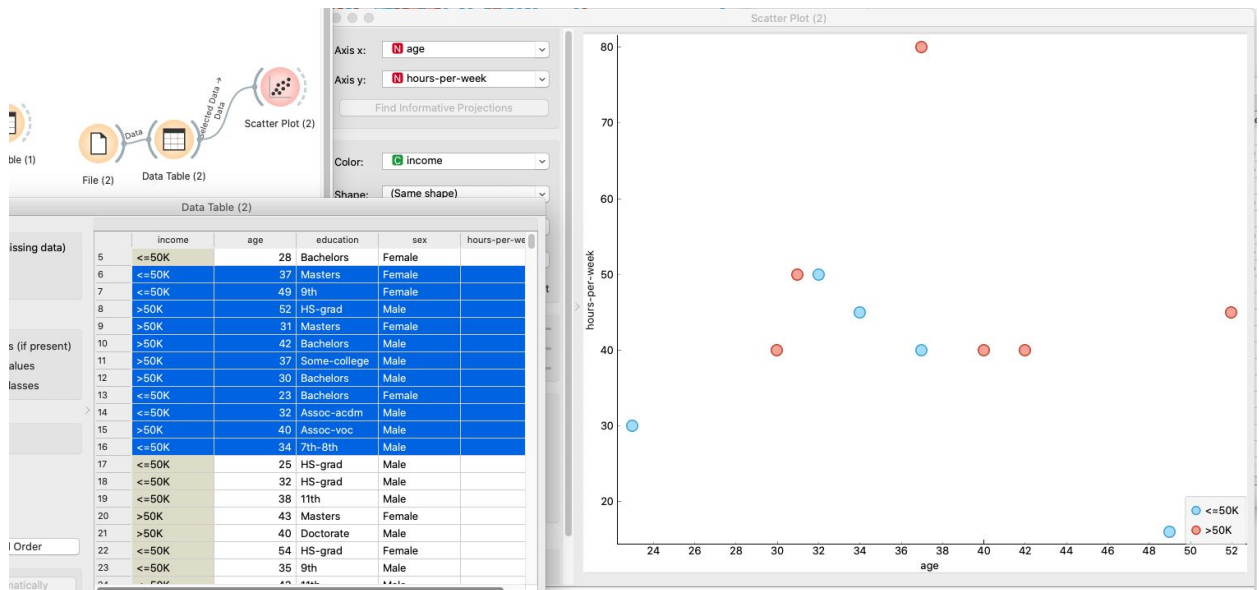 Scatter Plot (2)
Axis x:
N age
Axis y:
N hours-per-week
Find Informative Projections
Color:
C income
Shape:
(Same shape)
ble (1)
File (2)
Data
Data Table (2)
Selected Data →
Data
Scatter Plot (2)
Data Table (2)
issing data)
s (if present)
alues
lasses
l Order
matically
income age education sex hours-per-we
5 <=50K 28 Bachelors Female
6 <=50K 37 Masters Female
7 <=50K 49 9th Female
8 >50K 52 HS-grad Male
9 >50K 31 Masters Female
10 >50K 42 Bachelors Male
11 >50K 37 Some-college Male
12 >50K 30 Bachelors Male
13 <=50K 23 Bachelors Female
14 <=50K 32 Assoc-acdm Male
15 >50K 40 Assoc-voc Male
16 <=50K 34 7th-8th Male
17 <=50K 25 HS-grad Male
18 <=50K 32 HS-grad Male
19 <=50K 38 11th Male
20 >50K 43 Masters Female
21 >50K 40 Doctorate Male
22 <=50K 54 HS-grad Female
23 <=50K 35 9th Male
80
70
60
50
40
30
20
hours-per-week
24 26 28 30 32 34 36 38 40 42 44 46 48 50 52
age
<=50K
>50K